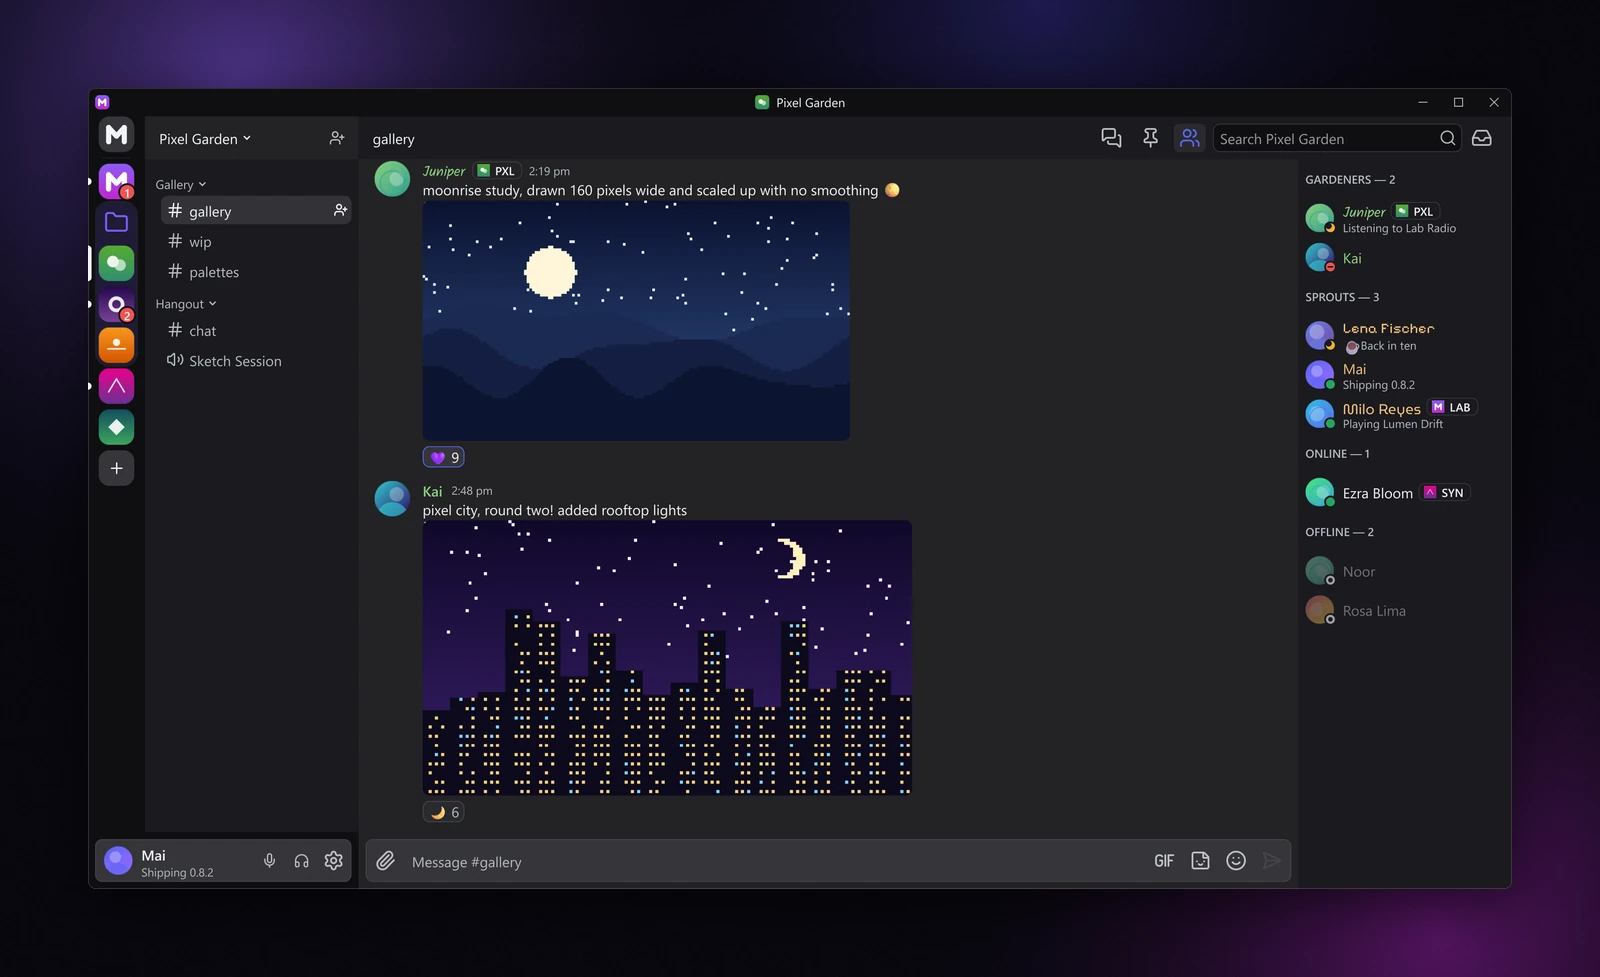 Pixel Garden
M
M
1
2
Pixel Garden
Gallery
gallery
wip
palettes
Hangout
chat
Sketch Session
Mai
Shipping 0.8.2
gallery
Search Pixel Garden
Juniper PXL 2:19 pm
moonrise study, drawn 160 pixels wide and scaled up with no smoothing
9
Kai 2:48 pm
pixel city, round two! added rooftop lights
6
Message #gallery
GIF
GARDENERS — 2
Juniper PXL
Listening to Lab Radio
Kai
SPROUTS — 3
Lena Fischer
Back in ten
Mai
Shipping 0.8.2
Milo Reyes M LAB
Playing Lumen Drift
ONLINE — 1
Ezra Bloom SYN
OFFLINE — 2
Noor
Rosa Lima